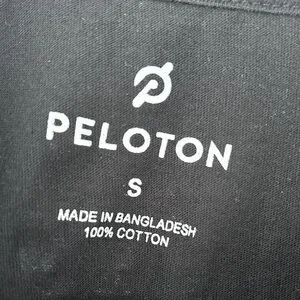 PELOTON
S
MADE IN BANGLADESH
100% COTTON